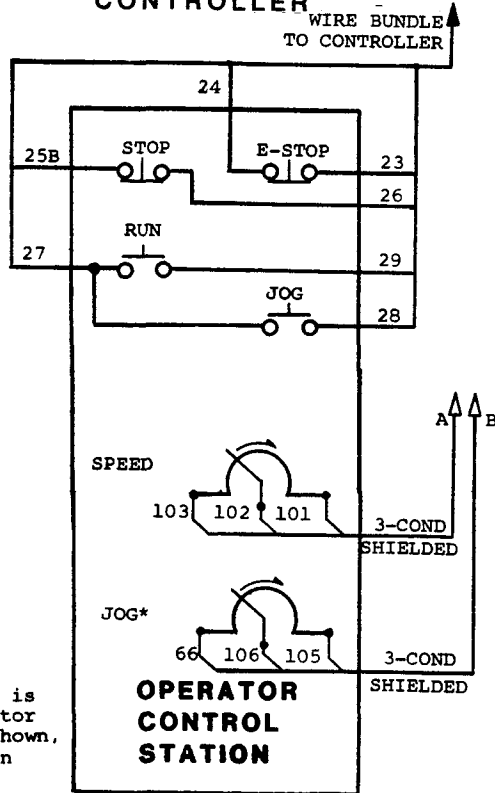 CONTROLLER
WIRE BUNDLE
TO CONTROLLER
24
STOP
E-STOP
25B
23
26
RUN
27
29
JOG
28
A
B
SPEED
103
102
101
3-COND
SHIELDED
JOG*
66
106
105
3-COND
SHIELDED
is
tor
hown,
n
OPERATOR
CONTROL
STATION